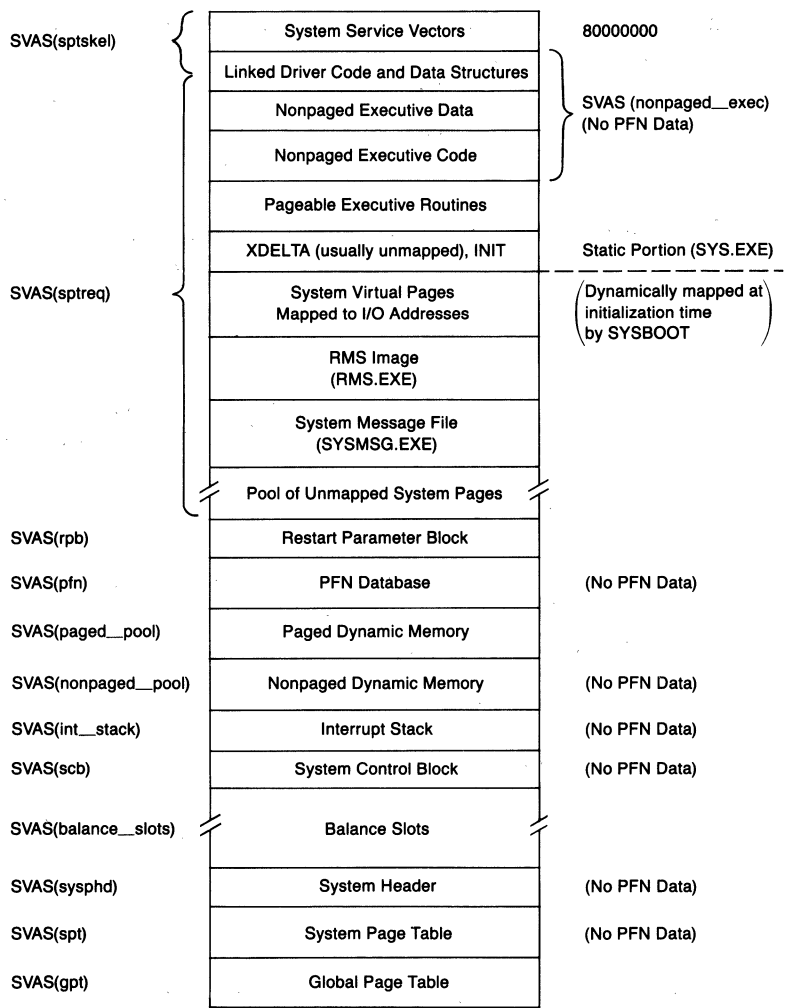 SVAS(sptskel)
System Service Vectors
80000000
Linked Driver Code and Data Structures
Nonpaged Executive Data
SVAS (nonpaged__exec)
(No PFN Data)
Nonpaged Executive Code
Pageable Executive Routines
XDELTA (usually unmapped), INIT
Static Portion (SYS.EXE)
SVAS(sptreq)
System Virtual Pages
Mapped to I/O Addresses
(Dynamically mapped at
initialization time
by SYSBOOT)
RMS Image
(RMS.EXE)
System Message File
(SYSMSG.EXE)
Pool of Unmapped System Pages
SVAS(rpb)
Restart Parameter Block
SVAS(pfn)
PFN Database
(No PFN Data)
SVAS(paged__pool)
Paged Dynamic Memory
SVAS(nonpaged__pool)
Nonpaged Dynamic Memory
(No PFN Data)
SVAS(int__stack)
Interrupt Stack
(No PFN Data)
SVAS(scb)
System Control Block
(No PFN Data)
SVAS(balance__slots)
Balance Slots
SVAS(sysphd)
System Header
(No PFN Data)
SVAS(spt)
System Page Table
(No PFN Data)
SVAS(gpt)
Global Page Table